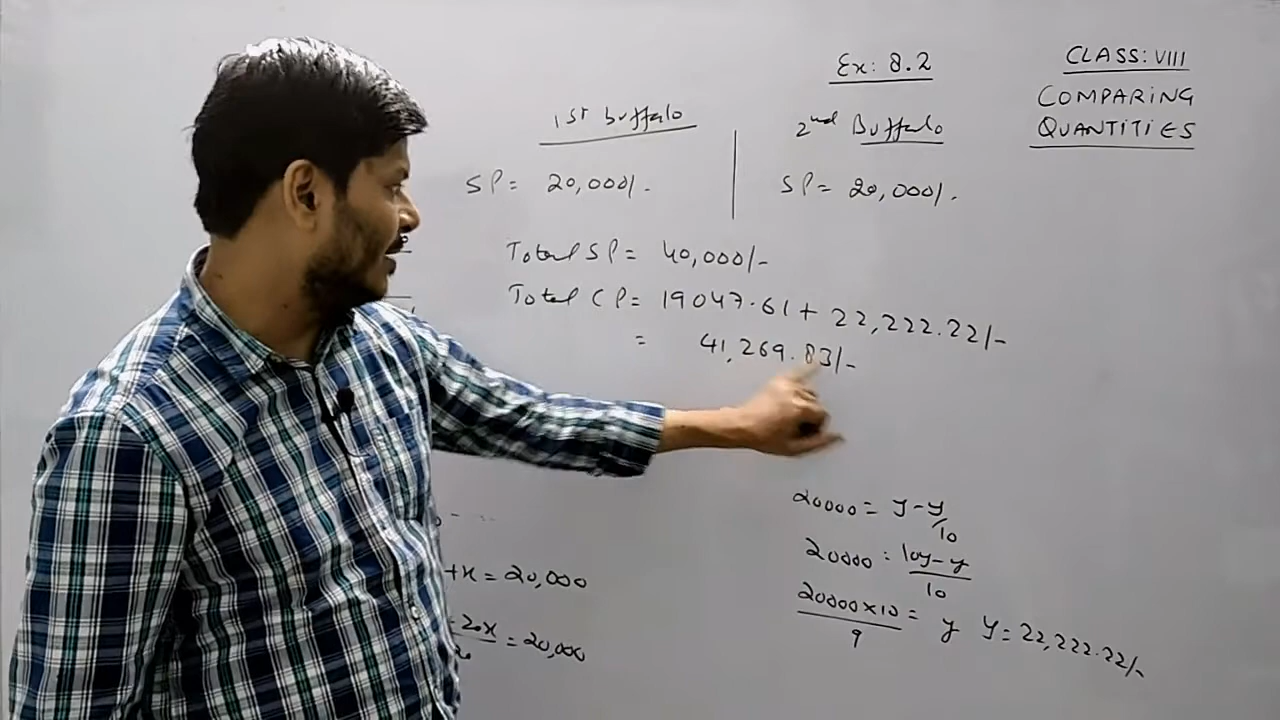 Ex: 8.2
CLASS: VIII
COMPARING
QUANTITIES
1st buffalo
2nd Buffalo
SP= 20,000/-
SP= 20,000/-
Total SP= 40,000/-
Total CP= 19047.61 + 22,222.22/-
= 41,269.83/-
20000 = y - y/10
20000 = 10y - y / 10
20000 x 10 / 9 = y y = 22,222.22/-
+x = 20,000
20x = 20,000